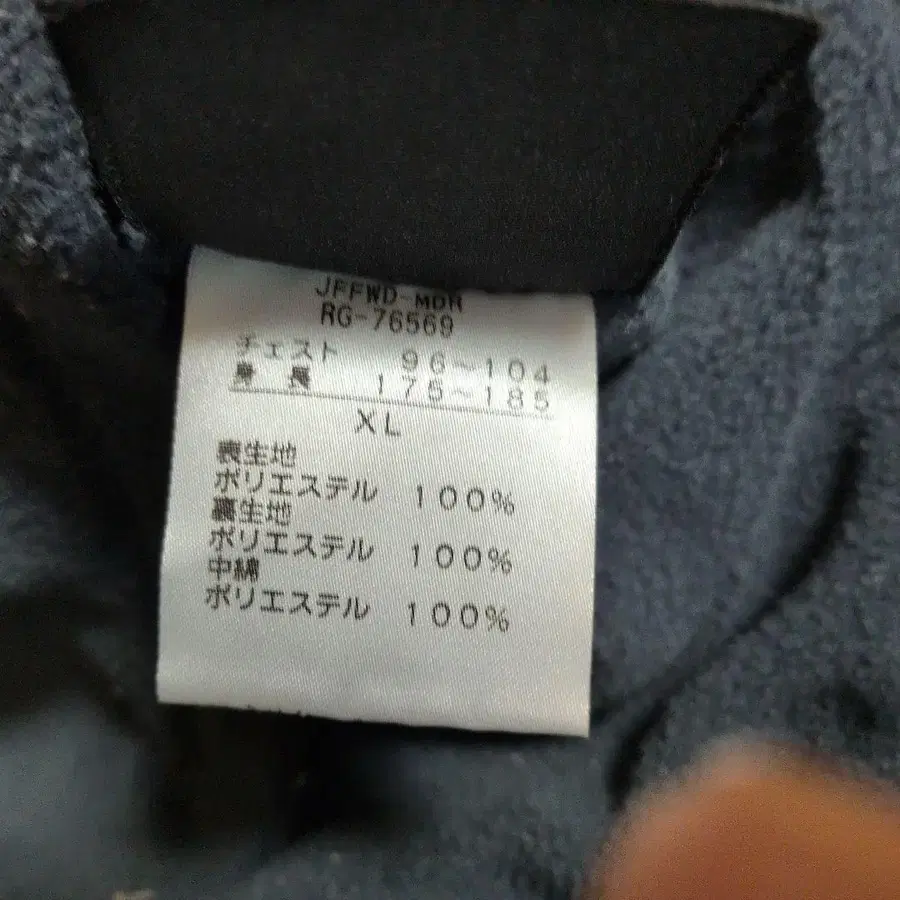 JFFWD-MDR
RG-76569
チェスト 96~104
身長 175~185
XL
表生地
ポリエステル 100%
裏生地
ポリエステル 100%
中綿
ポリエステル 100%